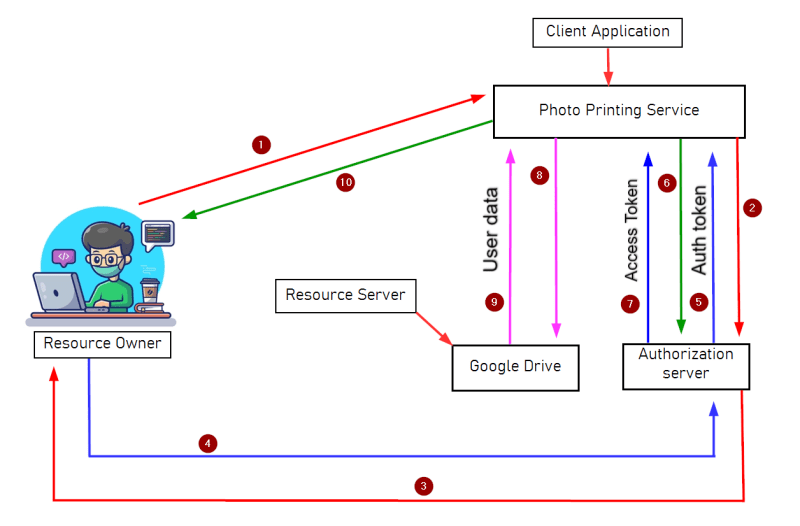 Client Application
Photo Printing Service
1
10
8
6
2
User data
Access Token
Auth token
</>
9
7
5
Resource Server
Resource Owner
Google Drive
Authorization
server
4
3